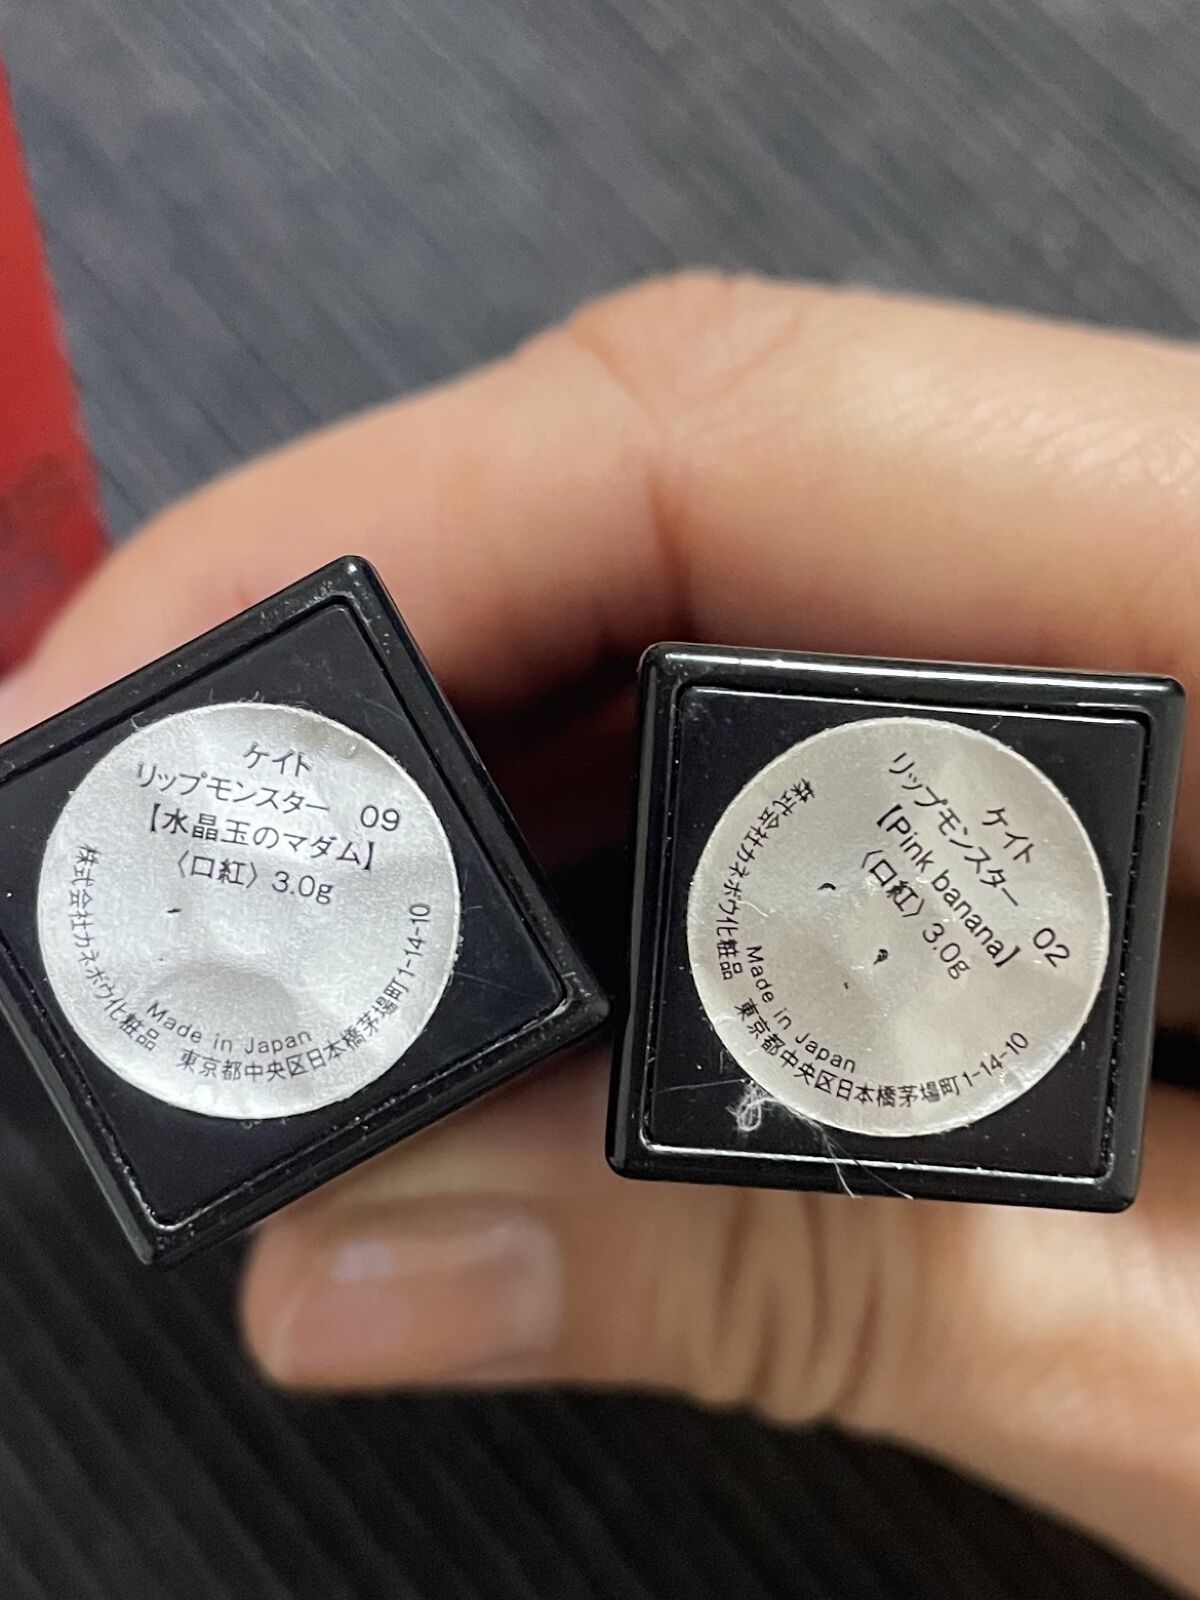 ケイト
リップモンスター 09
【水晶玉のマダム】
〈口紅〉3.0g
Made in Japan
株式会社カネボウ化粧品 東京都中央区日本橋茅場町1-14-10
ケイト
リップモンスター 02
【Pink banana】
〈口紅〉3.0g
Made in Japan
株式会社カネボウ化粧品 東京都中央区日本橋茅場町1-14-10